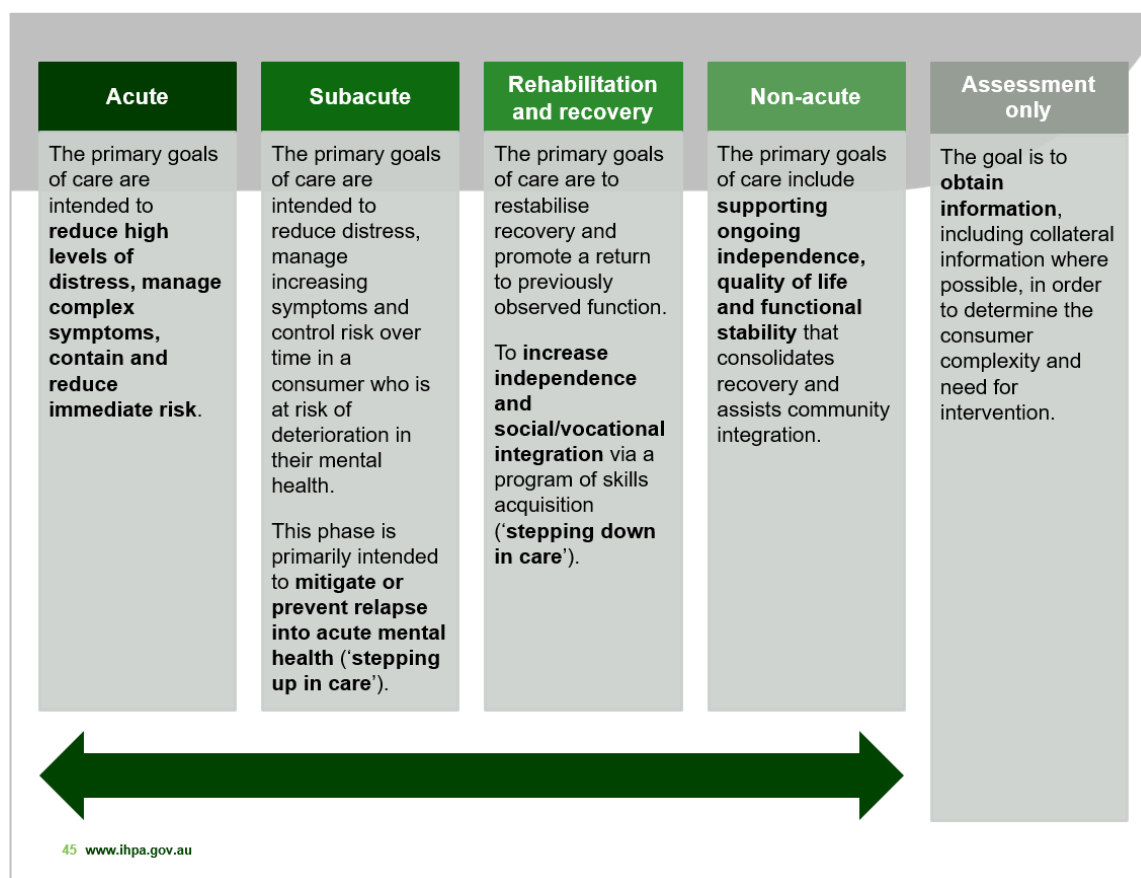 Acute
The primary goals
of care are
intended to
reduce high
levels of
distress, manage
complex
symptoms,
contain and
reduce
immediate risk.
Subacute
The primary goals
of care are
intended to
reduce distress,
manage
increasing
symptoms and
control risk over
time in a
consumer who is
at risk of
deterioration in
their mental
health.
This phase is
primarily intended
to mitigate or
prevent relapse
into acute mental
health (‘stepping
up in care’).
Rehabilitation
and recovery
The primary goals
of care are to
restabilise
recovery and
promote a return
to previously
observed function.
To increase
independence
and
social/vocational
integration via a
program of skills
acquisition
(‘stepping down
in care’).
Non-acute
The primary goals
of care include
supporting
ongoing
independence,
quality of life
and functional
stability that
consolidates
recovery and
assists community
integration.
Assessment
only
The goal is to
obtain
information,
including collateral
information where
possible, in order
to determine the
consumer
complexity and
need for
intervention.
45 www.ihpa.gov.au